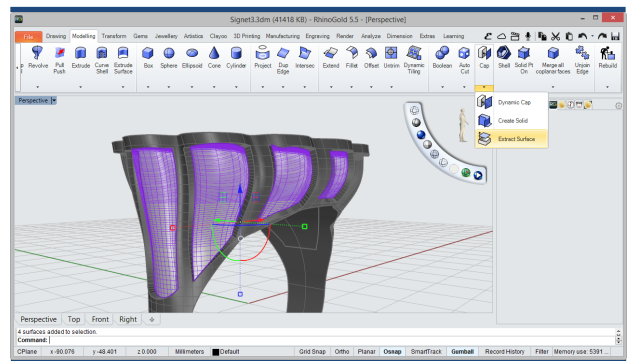 Signet3.3dm (41418 KB) - RhinoGold 5.5 - [Perspective]
File Drawing Modelling Transform Gems Jewellery Artistics Clayoo 3D Printing Manufacturing Engraving Render Analyze Dimension Extras Learning
Revolve Pull Push Extrude Curve Shell Extrude Surface Box Sphere Ellipsoid Cone Cylinder Project Dup Edge Intersec Extend Fillet Offset Untrim Dynamic Tiling Boolean Auto Cut Cap Shell Solid Pt On Merge all coplanar faces Unjoin Edge Rebuild
Perspective
Dynamic Cap
Create Solid
Extract Surface
Perspective Top Front Right
4 surfaces added to selection.
Command:
CPlane x -90.076 y -48.401 z 0.000 Millimeters Default Grid Snap Ortho Planar Osnap SmartTrack Gumball Record History Filter Memory use: 5391 ...